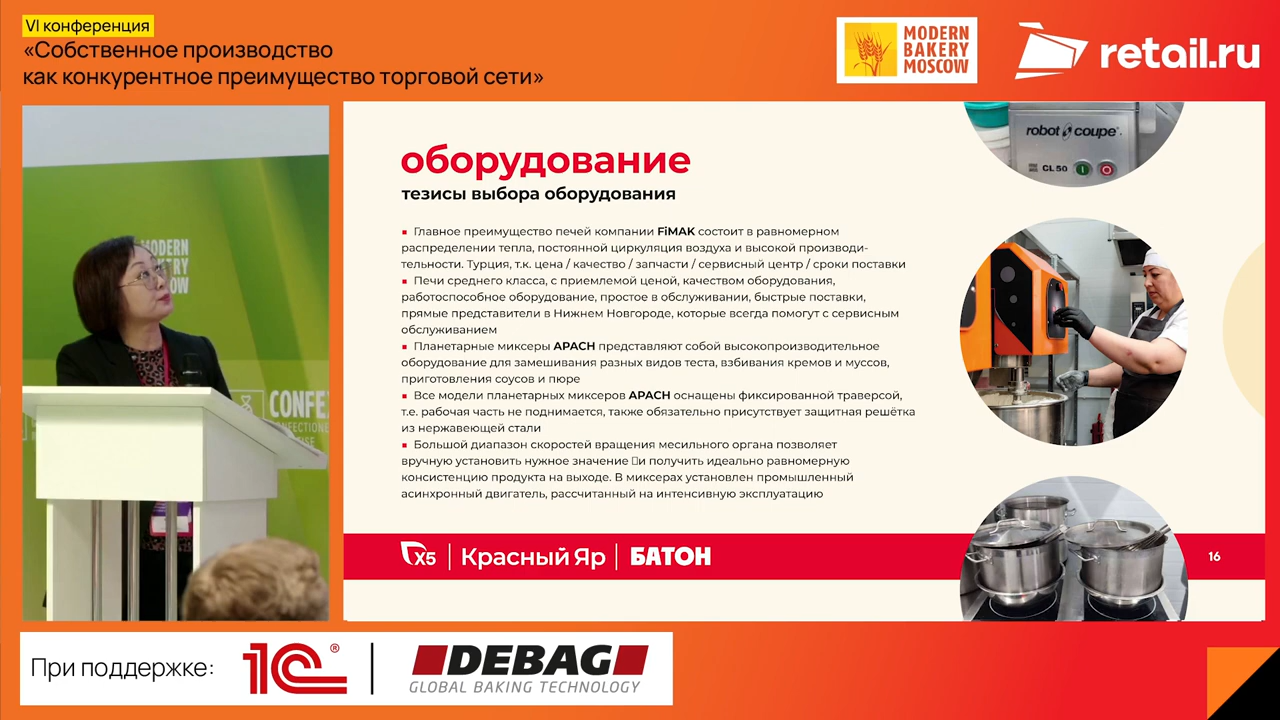 VI конференция
«Собственное производство
как конкурентное преимущество торговой сети»
MODERN
BAKERY
MOSCOW
retail.ru
MODERN
BAKERY
MOSCOW
CONFE
оборудование
тезисы выбора оборудования
▪ Главное преимущество печей компании FiMAK состоит в равномерном
распределении тепла, постоянной циркуляция воздуха и высокой производи-
тельности. Турция, т.к. цена / качество / запчасти / сервисный центр / сроки поставки
▪ Печи среднего класса, с приемлемой ценой, качеством оборудования,
работоспособное оборудование, простое в обслуживании, быстрые поставки,
прямые представители в Нижнем Новгороде, которые всегда помогут с сервисным
обслуживанием
▪ Планетарные миксеры APACH представляют собой высокопроизводительное
оборудование для замешивания разных видов теста, взбивания кремов и муссов,
приготовления соусов и пюре
▪ Все модели планетарных миксеров APACH оснащены фиксированной траверсой,
т.е. рабочая часть не поднимается, также обязательно присутствует защитная решётка
из нержавеющей стали
▪ Большой диапазон скоростей вращения месильного органа позволяет
вручную установить нужное значение и получить идеально равномерную
консистенцию продукта на выходе. В миксерах установлен промышленный
асинхронный двигатель, рассчитанный на интенсивную эксплуатацию
robot coupe
CL 50
X5 | Красный Яр | БАТОН
16
При поддержке:
1С®
DEBAG
GLOBAL BAKING TECHNOLOGY